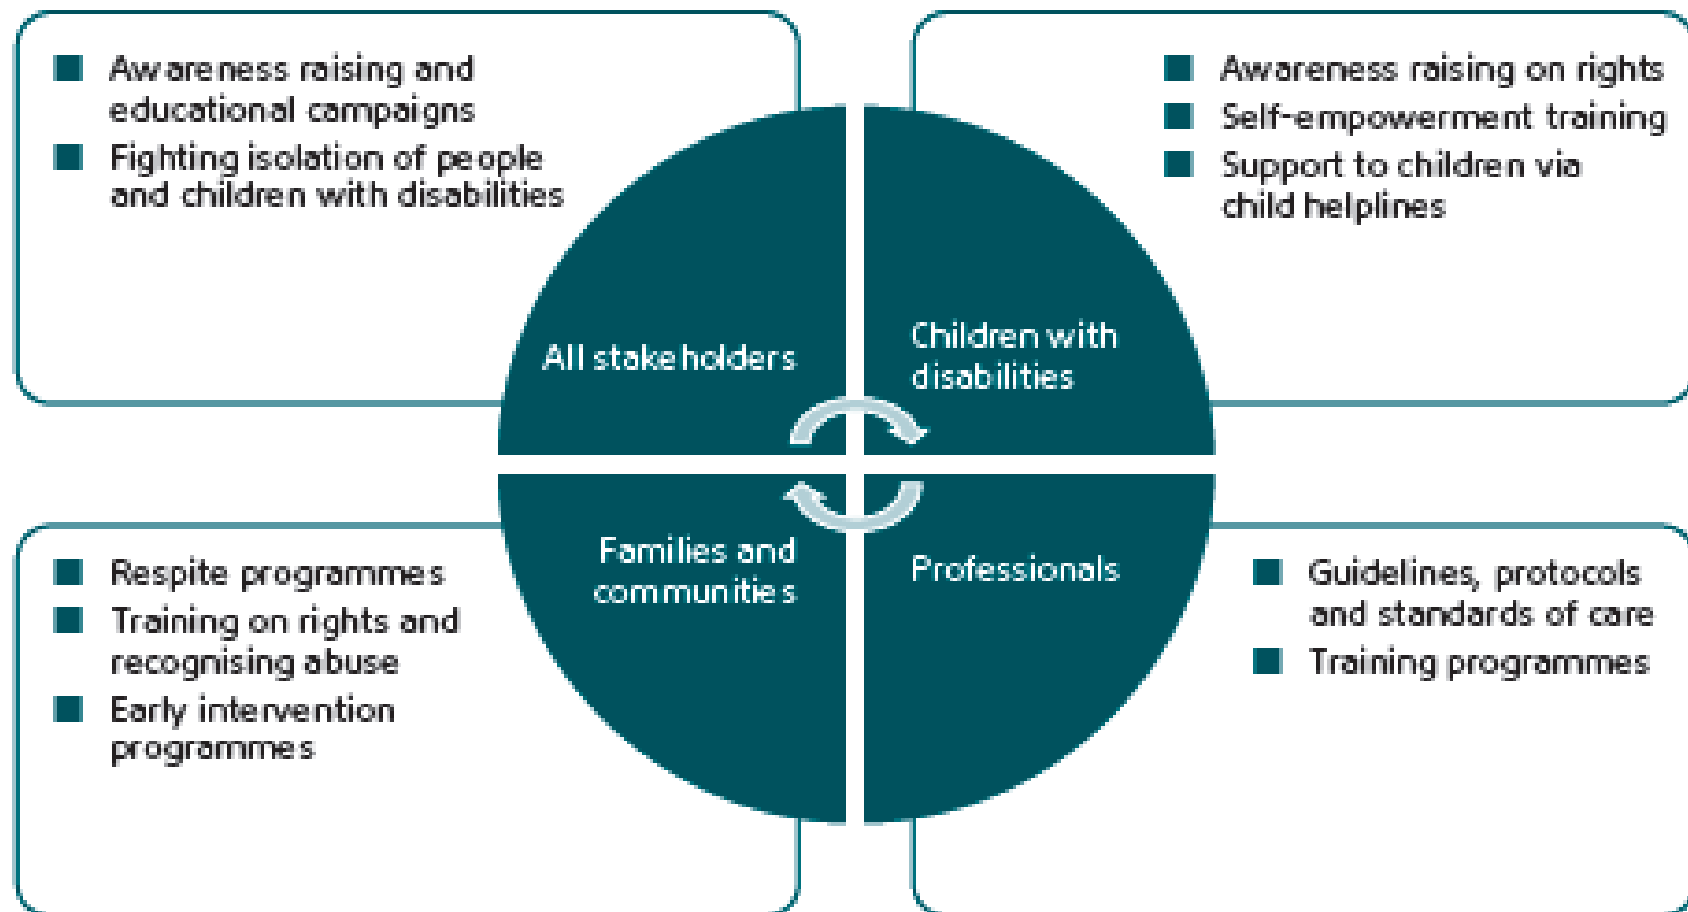 Awareness raising and
educational campaigns
Fighting isolation of people
and children with disabilities
Awareness raising on rights
Self-empowerment training
Support to children via
child helplines
All stakeholders
Children with
disabilities
Families and
communities
Professionals
Respite programmes
Training on rights and
recognising abuse
Early intervention
programmes
Guidelines, protocols
and standards of care
Training programmes